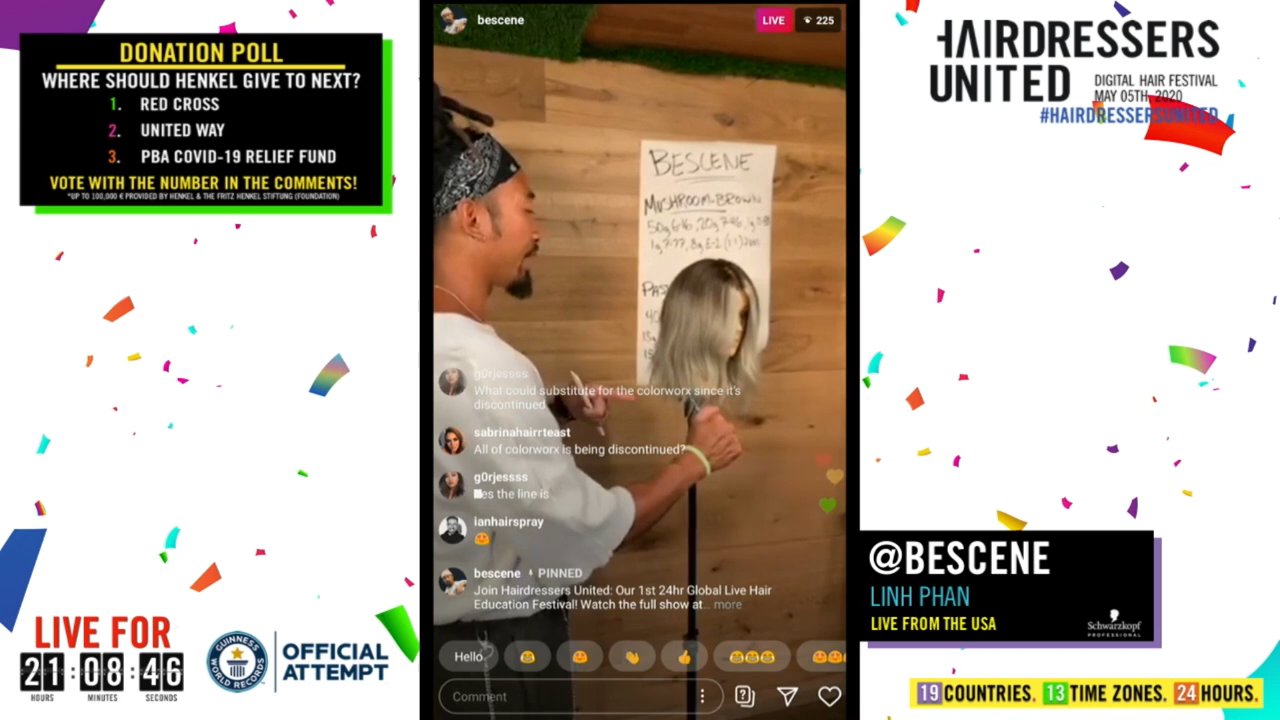 DONATION POLL
WHERE SHOULD HENKEL GIVE TO NEXT?
1. RED CROSS
2. UNITED WAY
3. PBA COVID-19 RELIEF FUND
VOTE WITH THE NUMBER IN THE COMMENTS!
*UP TO 100,000 € PROVIDED BY HENKEL & THE FRITZ HENKEL STIFTUNG (FOUNDATION)
LIVE FOR
21:08:46
HOURS MINUTES SECONDS
GUINNESS WORLD RECORDS
OFFICIAL
ATTEMPT
bescene
LIVE 225
BESCENE
MUSHROOM BROWN
50g 6-16, 20g
g0rjessss
What could substitute for the colorworx since it's
discontinued
sabrinahairrteast
All of colorworx is being discontinued?
g0rjessss
es the line is
ianhairspray
bescene PINNED
Join Hairdressers United: Our 1st 24hr Global Live Hair
Education Festival! Watch the full show at... more
Hello
Comment
HAIRDRESSERS
UNITED
DIGITAL HAIR FESTIVAL
MAY 05TH, 2020
#HAIRDRESSERSUNITED
@BESCENE
LINH PHAN
LIVE FROM THE USA
Schwarzkopf
PROFESSIONAL
19 COUNTRIES. 13 TIME ZONES. 24 HOURS.